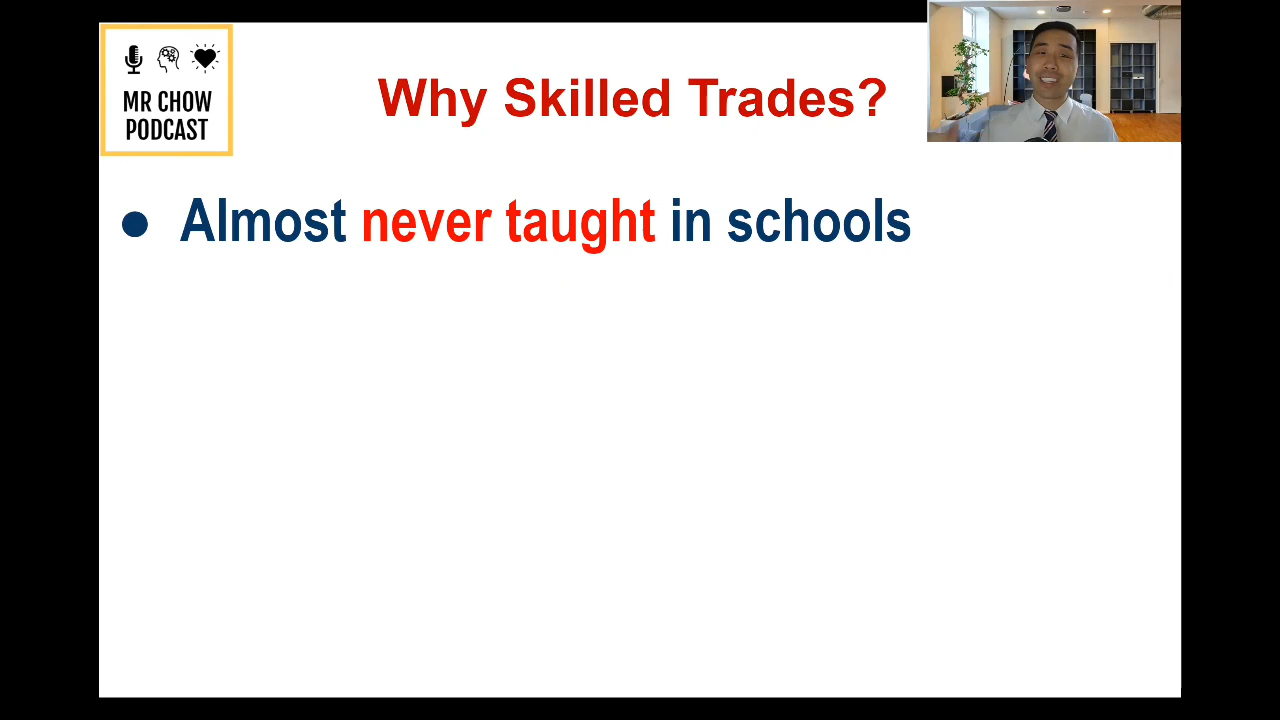 MR CHOW
PODCAST
Why Skilled Trades?
● Almost never taught in schools